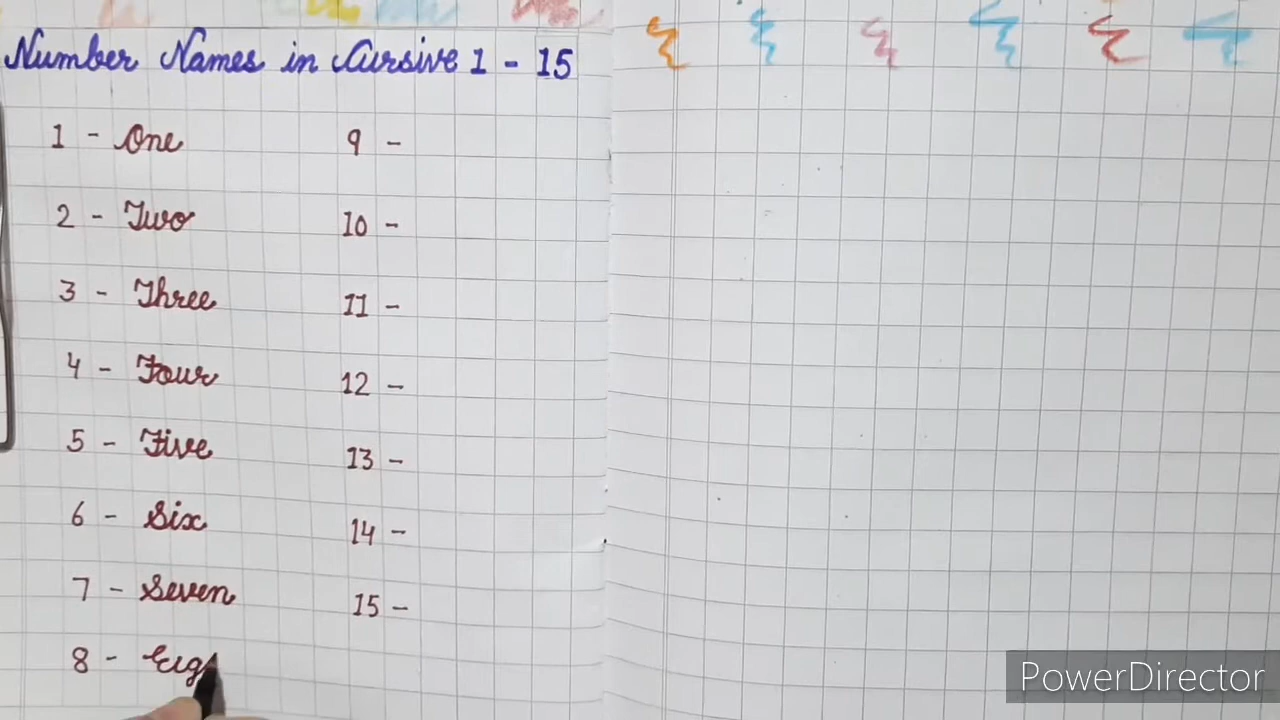 Number Names in Cursive 1 - 15
1 - One
2 - Two
3 - Three
4 - Four
5 - Five
6 - Six
7 - Seven
8 - Eig
9 -
10 -
11 -
12 -
13 -
14 -
15 -
PowerDirector